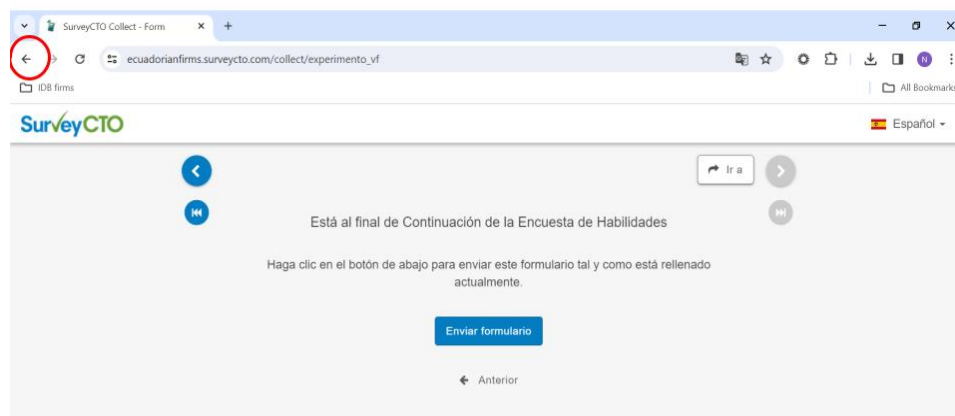 SurveyCTO Collect - Form
ecuadorianfirms.surveycto.com/collect/experimento_vf
N
IDB firms
All Bookmarks
SurveyCTO
Español
Ir a
Está al final de Continuación de la Encuesta de Habilidades
Haga clic en el botón de abajo para enviar este formulario tal y como está rellenado
actualmente.
Enviar formulario
Anterior